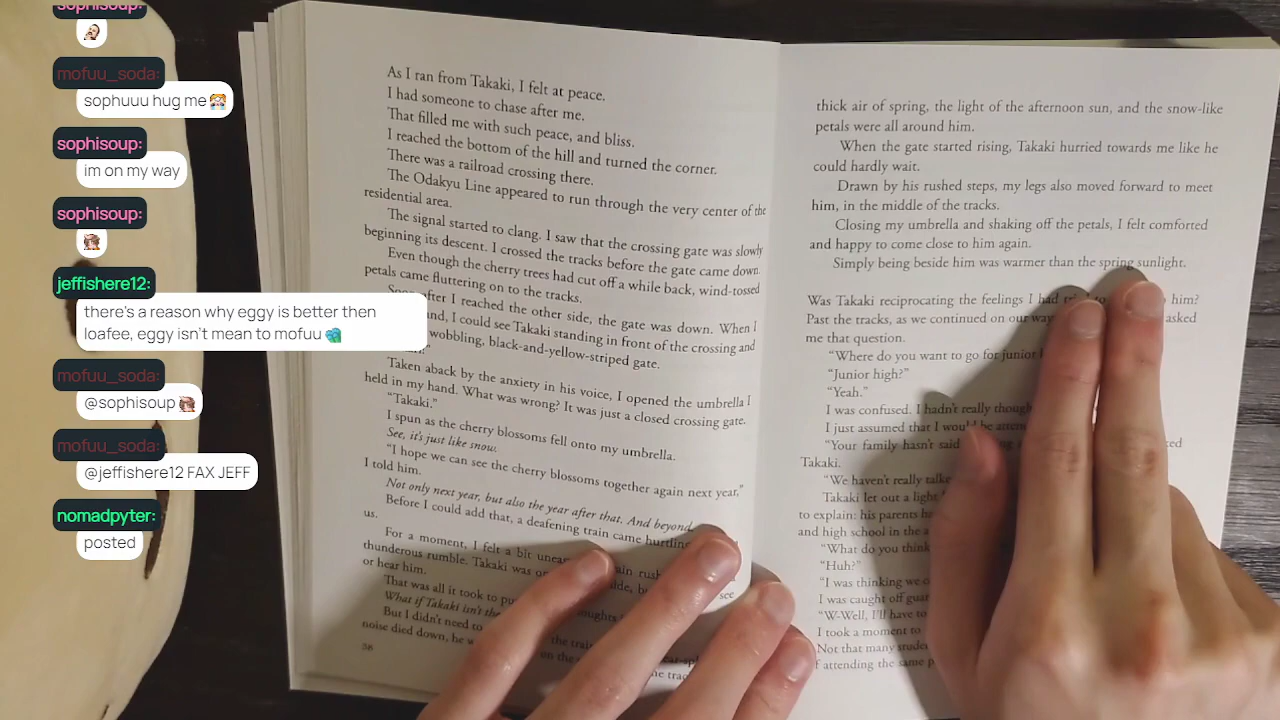 sophisoup:
mofuu_soda:
sophuuu hug me
sophisoup:
im on my way
sophisoup:
jeffishere12:
there's a reason why eggy is better then
loafee, eggy isn't mean to mofuu
mofuu_soda:
@sophisoup
mofuu_soda:
@jeffishere12 FAX JEFF
nomadpyter:
posted
As I ran from Takaki, I felt at peace.
I had someone to chase after me.
That filled me with such peace, and bliss.
I reached the bottom of the hill and turned the corner.
There was a railroad crossing there.
The Odakyu Line appeared to run through the very center of the
residential area.
The signal started to clang. I saw that the crossing gate was slowly
beginning its descent. I crossed the tracks before the gate came down.
Even though the cherry trees had cut off a while back, wind-tossed
petals came fluttering on to the tracks.
after I reached the other side, the gate was down. When I
I could see Takaki standing in front of the crossing and
wobbling, black-and-yellow-striped gate.
Taken aback by the anxiety in his voice, I opened the umbrella I
held in my hand. What was wrong? It was just a closed crossing gate.
"Takaki."
I spun as the cherry blossoms fell onto my umbrella.
See, it's just like snow.
"I hope we can see the cherry blossoms together again next year,"
I told him.
Not only next year, but also the year after that. And beyond.
Before I could add that, a deafening train came hurtling
us.
For a moment, I felt a bit
thunderous rumble. Takaki was
see
or hear him.
That was all it took to
What if Takaki isn't
But I didn't need to
noise died down, he
58
thick air of spring, the light of the afternoon sun, and the snow-like
petals were all around him.
When the gate started rising, Takaki hurried towards me like he
could hardly wait.
Drawn by his rushed steps, my legs also moved forward to meet
him, in the middle of the tracks.
Closing my umbrella and shaking off the petals, I felt comforted
and happy to come close to him again.
Simply being beside him was warmer than the spring sunlight.
Was Takaki reciprocating the feelings I had him?
Past the tracks, as we continued on our asked
me that question.
"Where do you want to go for junior
"Junior high?"
"Yeah."
I was confused. I hadn't really
I just assumed that I would be
"Your family hasn't said
Takaki.
"We haven't really
Takaki let out a light
to explain: his parents
and high school in the
"What do you think
"Huh?"
"I was thinking we
I was caught off
"W-Well, I'll have to
I took a moment to
Not that many
attending the same